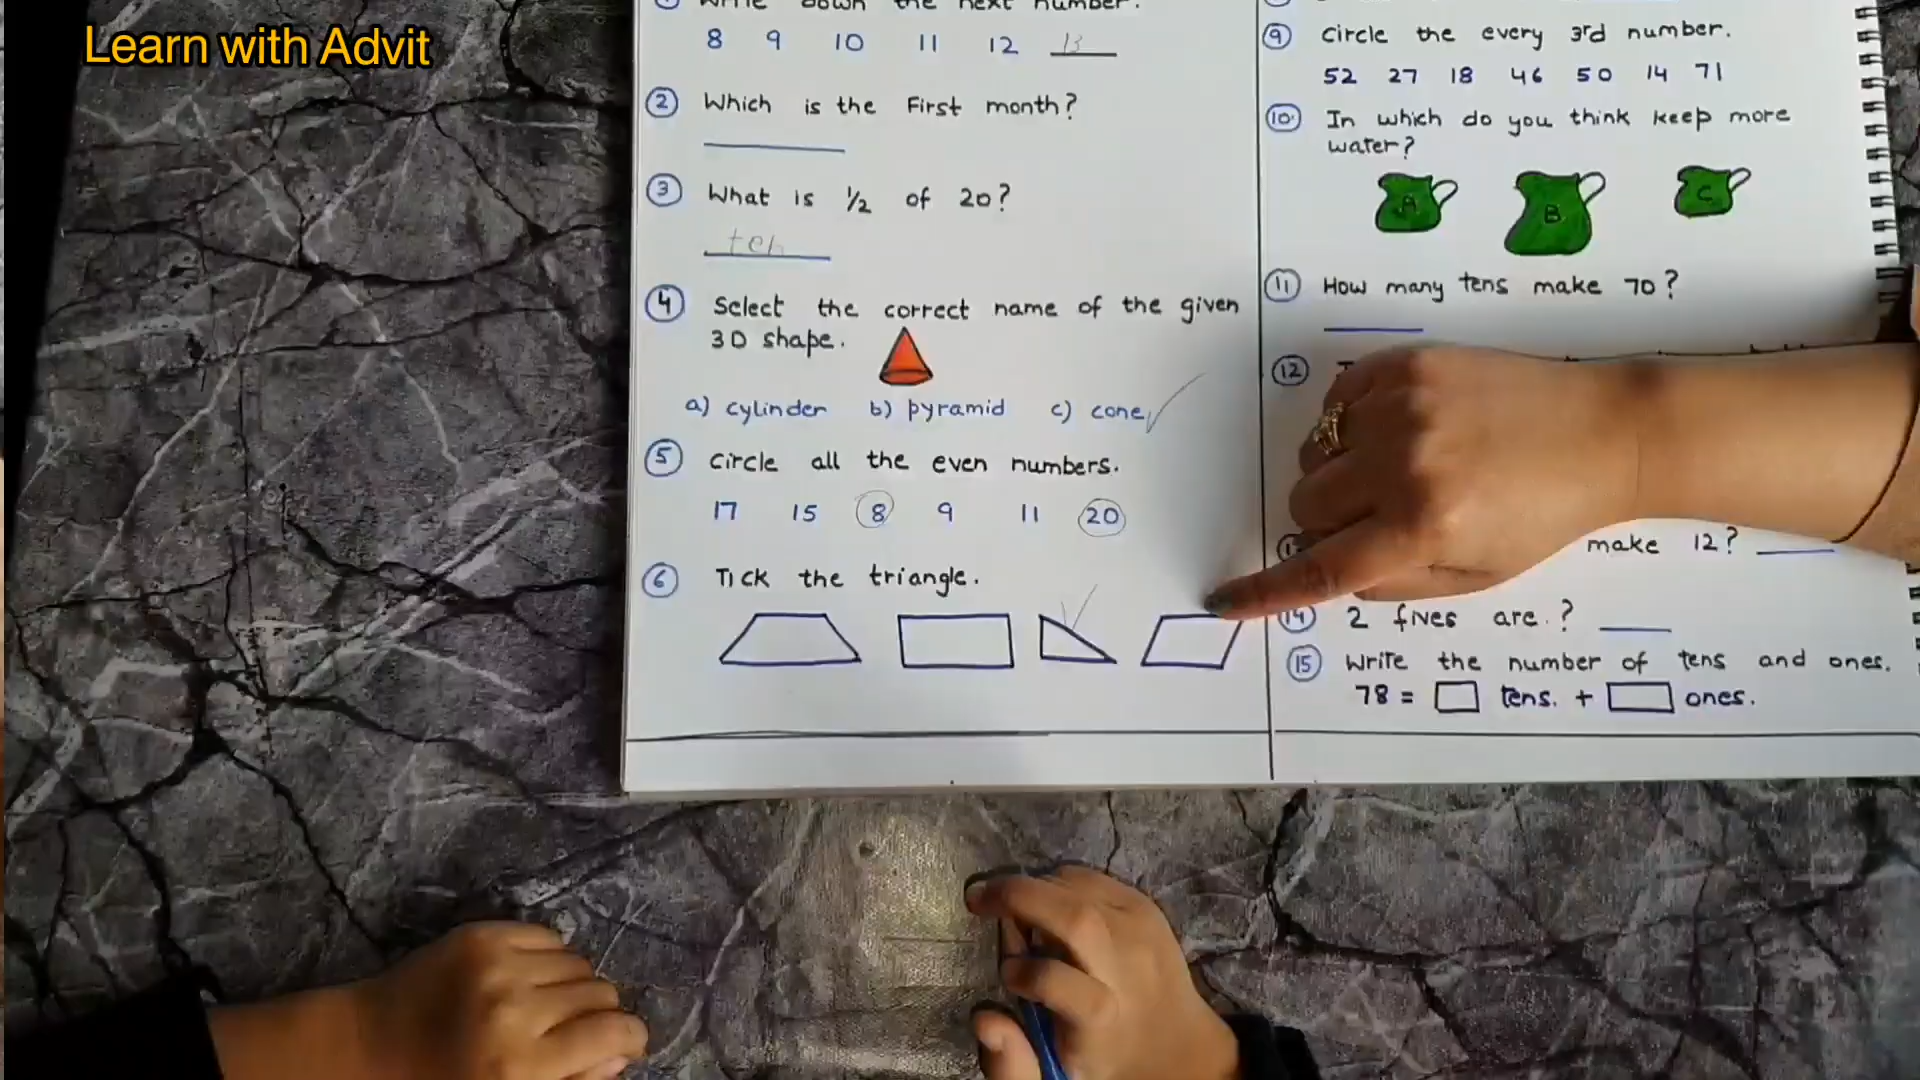 Learn with Advit
Write down the next number.
8 9 10 11 12 13
2 Which is the First month?
3 What is 1/2 of 20?
ten
4 Select the correct name of the given
3D shape.
a) cylinder b) pyramid c) cone
5 Circle all the even numbers.
17 15 8 9 11 20
6 Tick the triangle.
9 Circle the every 3rd number.
52 27 18 46 50 14 71
10. In which do you think keep more
water?
A B C
11 How many tens make 70?
12
make 12?
14 2 fives are.?
15 Write the number of tens and ones.
78 = tens. + ones.